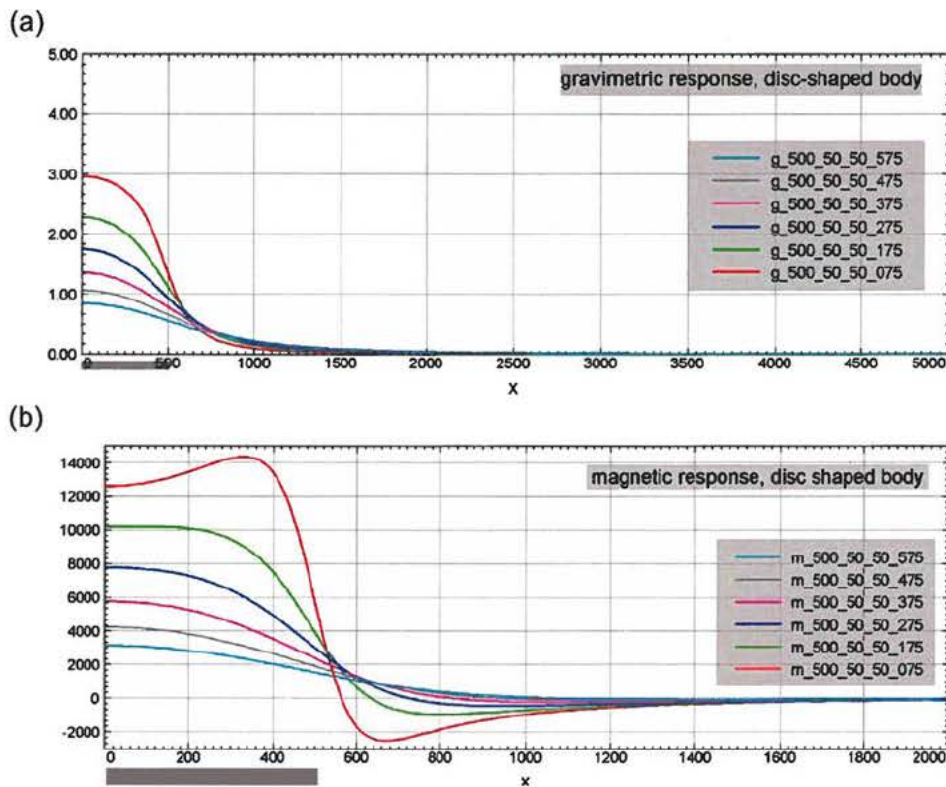 (a)
5.00
gravimetric response, disc-shaped body
4.00
g_500_50_50_575
3.00
g_500_50_50_475
g_500_50_50_375
2.00
g_500_50_50_275
g_500_50_50_175
1.00
g_500_50_50_075
0.00
0 500 1000 1500 2000 2500 3000 3500 4000 4500 5000
X
(b)
14000
magnetic response, disc shaped body
12000
10000
m_500_50_50_575
8000
m_500_50_50_475
6000
m_500_50_50_375
4000
m_500_50_50_275
2000
m_500_50_50_175
0
m_500_50_50_075
-2000
0 200 400 600 800 1000 1200 1400 1600 1800 2000
x